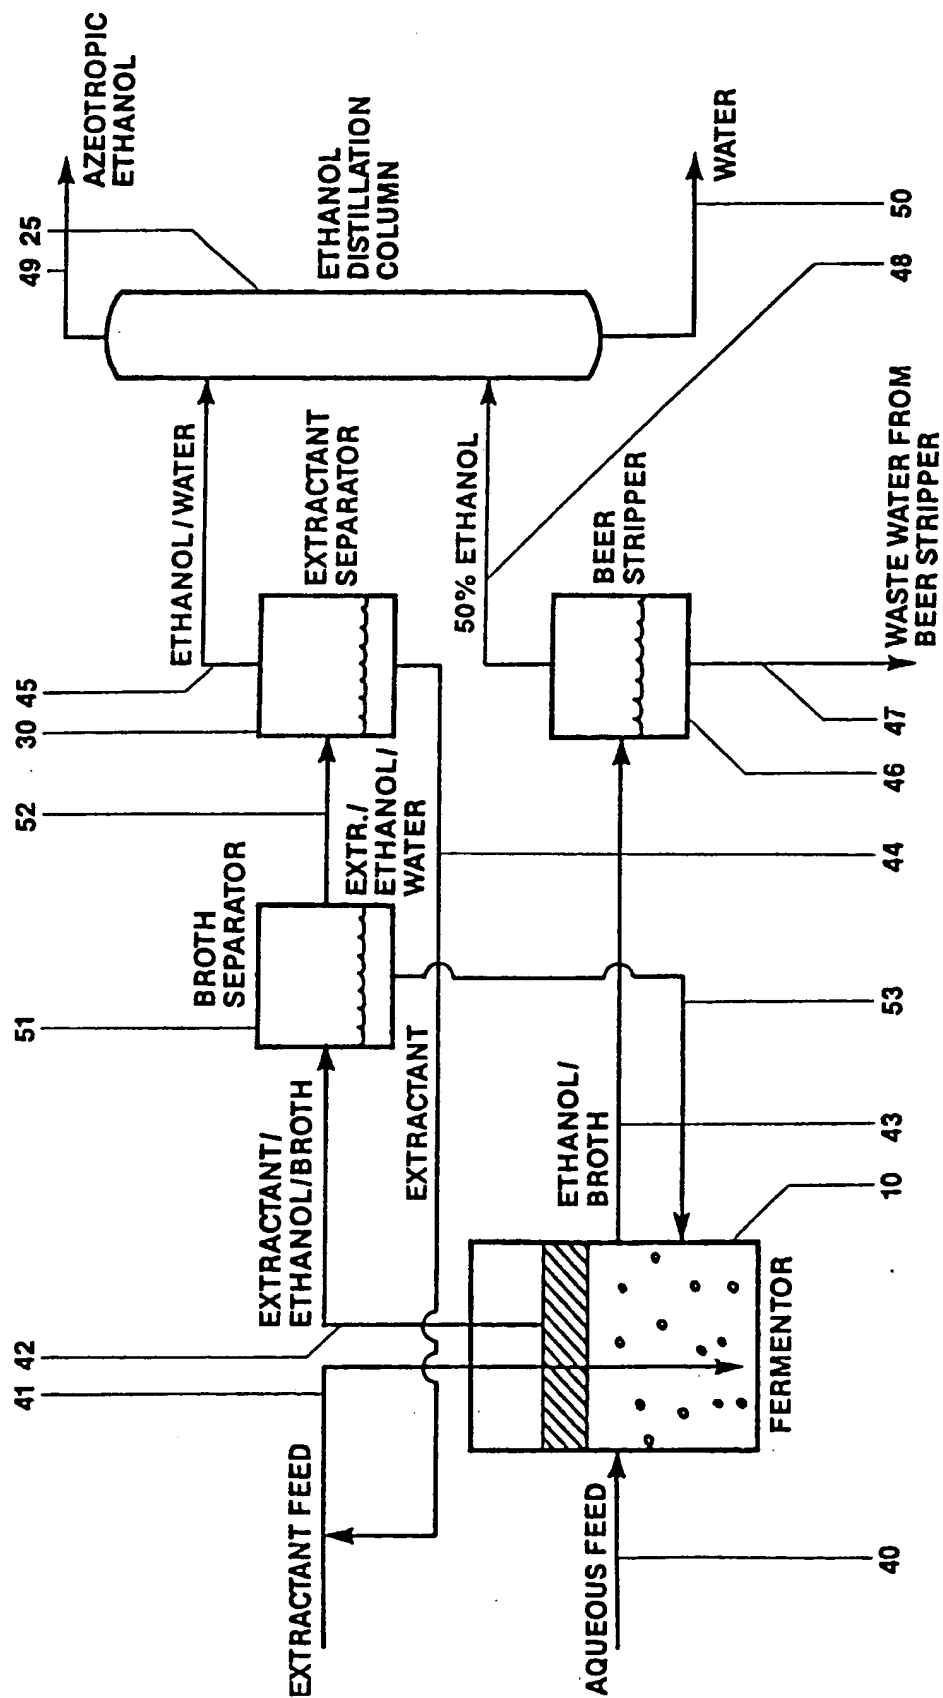 49
25
AZEOTROPIC
ETHANOL
ETHANOL
DISTILLATION
COLUMN
WATER
50
48
ETHANOL/WATER
45
30
EXTRACTANT
SEPARATOR
50% ETHANOL
BEER
STRIPPER
WASTE WATER FROM
BEER STRIPPER
47
46
52
EXTR./
ETHANOL/
WATER
44
BROTH
SEPARATOR
51
53
EXTRACTANT/
ETHANOL/BROTH
EXTRACTANT
ETHANOL/
BROTH
43
10
42
41
FERMENTOR
EXTRACTANT FEED
AQUEOUS FEED
40